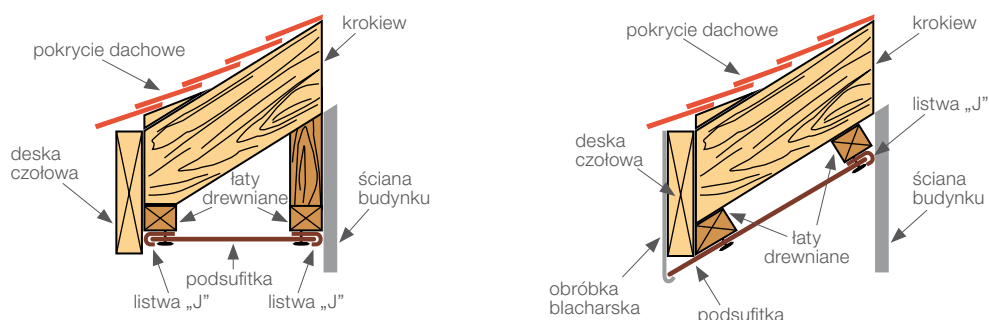 pokrycie dachowe
krokiew
deska
czołowa
łaty
drewniane
ściana
budynku
podsufitka
listwa „J”
listwa „J”
pokrycie dachowe
krokiew
listwa „J”
deska
czołowa
ściana
budynku
łaty
drewniane
obróbka
blacharska
podsufitka